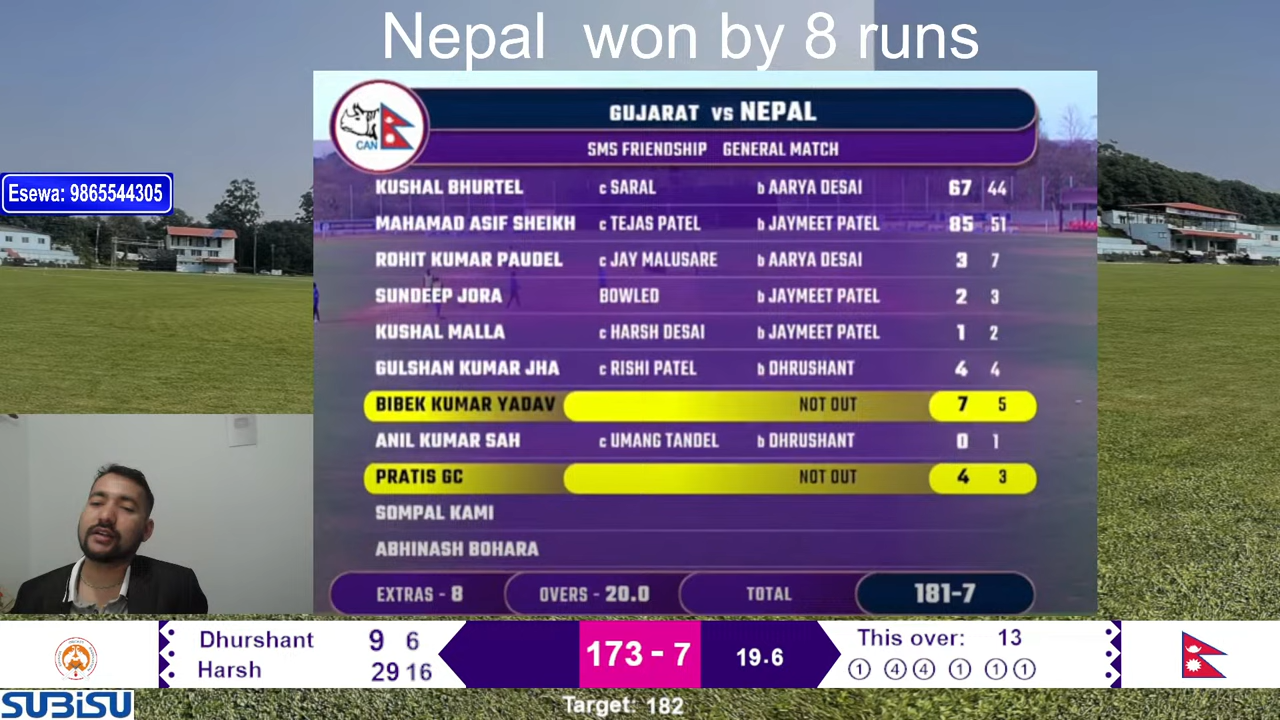 Nepal won by 8 runs
CAN
GUJARAT vs NEPAL
SMS FRIENDSHIP GENERAL MATCH
KUSHAL BHURTEL c SARAL b AARYA DESAI 67 44
MAHAMAD ASIF SHEIKH c TEJAS PATEL b JAYMEET PATEL 85 51
ROHIT KUMAR PAUDEL c JAY MALUSARE b AARYA DESAI 3 7
SUNDEEP JORA BOWLED b JAYMEET PATEL 2 3
KUSHAL MALLA c HARSH DESAI b JAYMEET PATEL 1 2
GULSHAN KUMAR JHA c RISHI PATEL b DHRUSHANT 4 4
BIBEK KUMAR YADAV NOT OUT 7 5
ANIL KUMAR SAH c UMANG TANDEL b DHRUSHANT 0 1
PRATIS GC NOT OUT 4 3
SOMPAL KAMI
ABHINASH BOHARA
EXTRAS - 8 OVERS - 20.0 TOTAL 181-7
Esewa: 9865544305
Dhurshant 9 6
Harsh 29 16
173 - 7 19.6
This over: 13
1 4 4 1 1 1
SUBISU
Target: 182